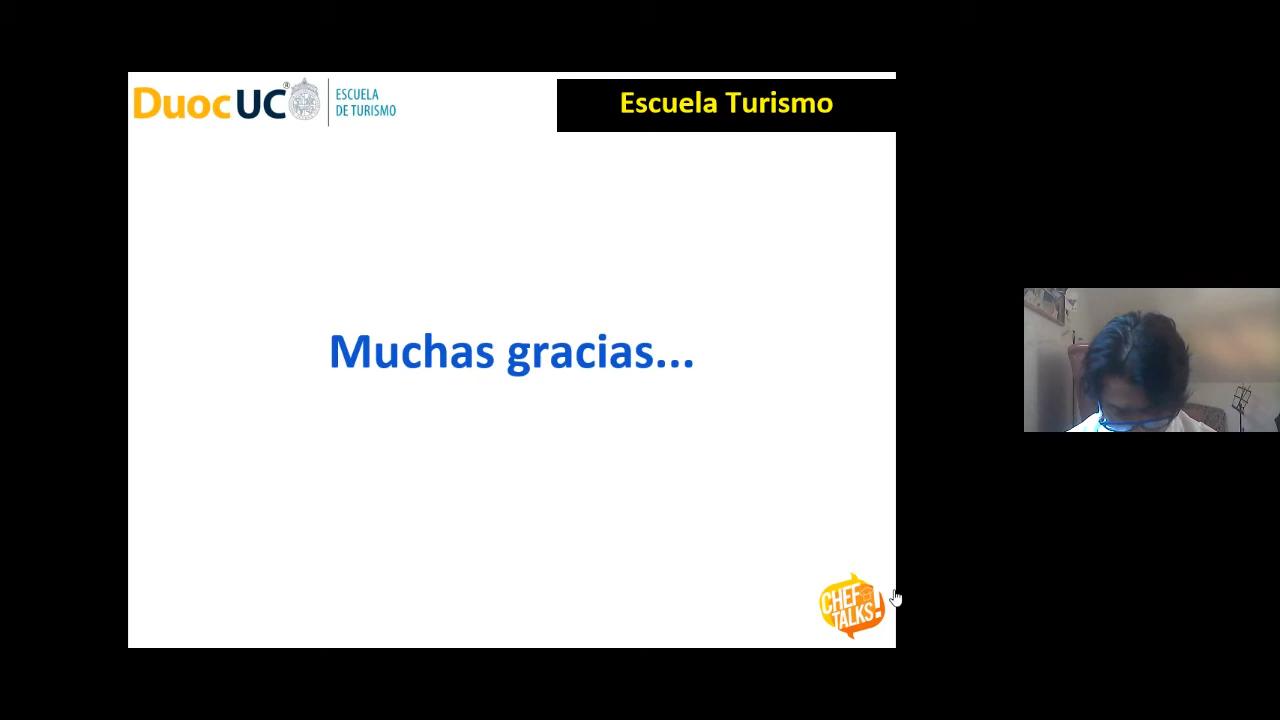 Duoc UC®
ESCUELA
DE TURISMO
Escuela Turismo
Muchas gracias...
CHEF
TALKS!